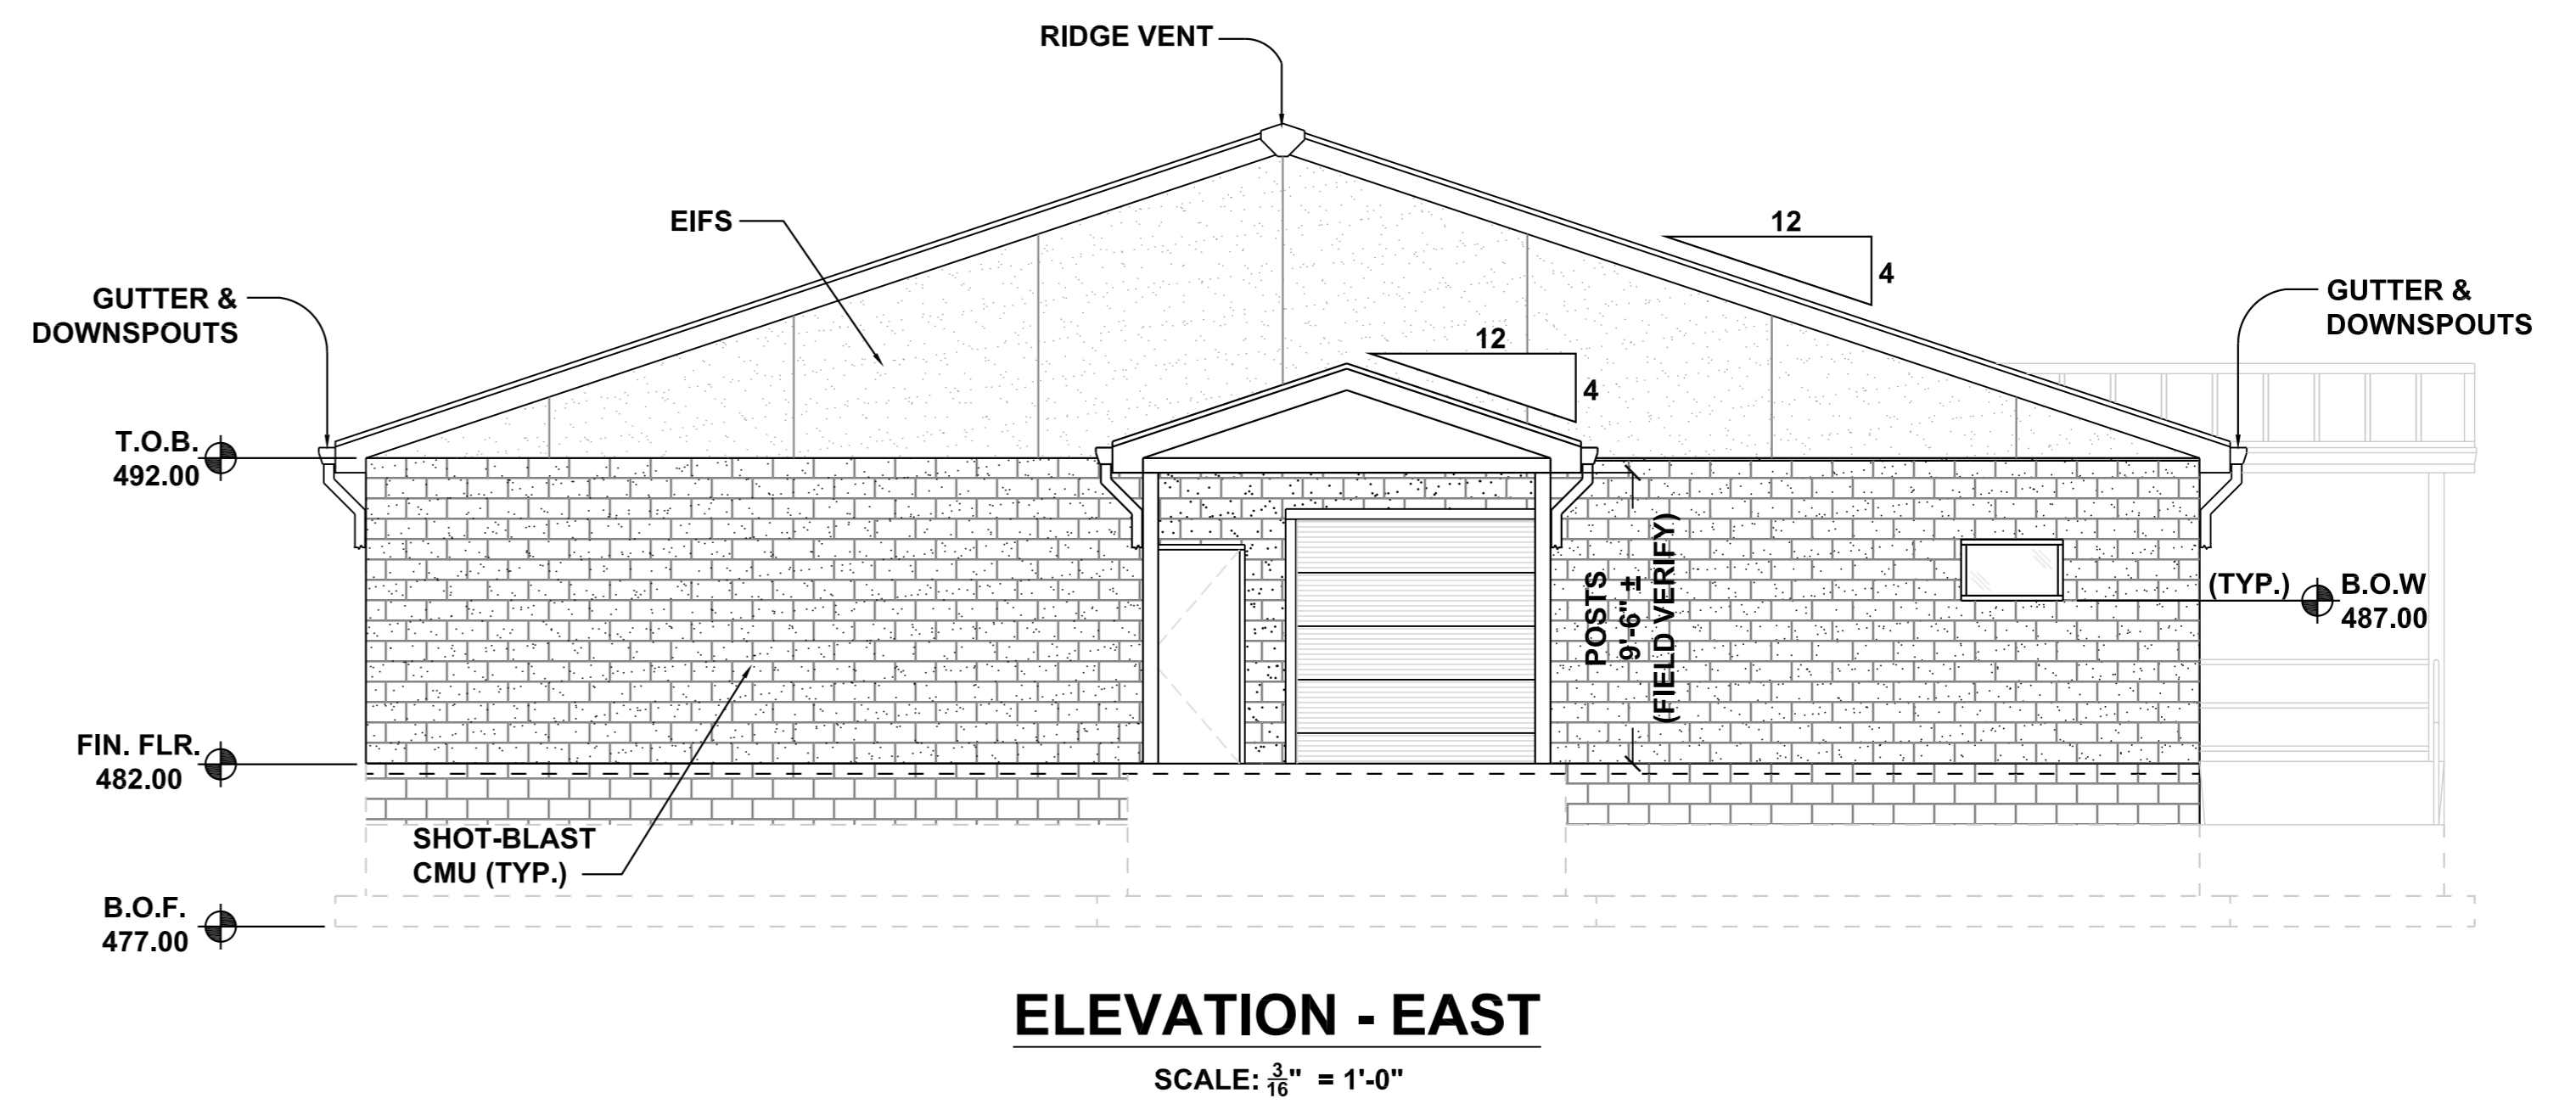 RIDGE VENT
EIFS
12
4
GUTTER &
DOWNSPOUTS
GUTTER &
DOWNSPOUTS
12
4
T.O.B.
492.00
POSTS
9'-6" ±
(FIELD VERIFY)
(TYP.)
B.O.W
487.00
FIN. FLR.
482.00
SHOT-BLAST
CMU (TYP.)
B.O.F.
477.00
ELEVATION - EAST
SCALE: 3/16" = 1'-0"